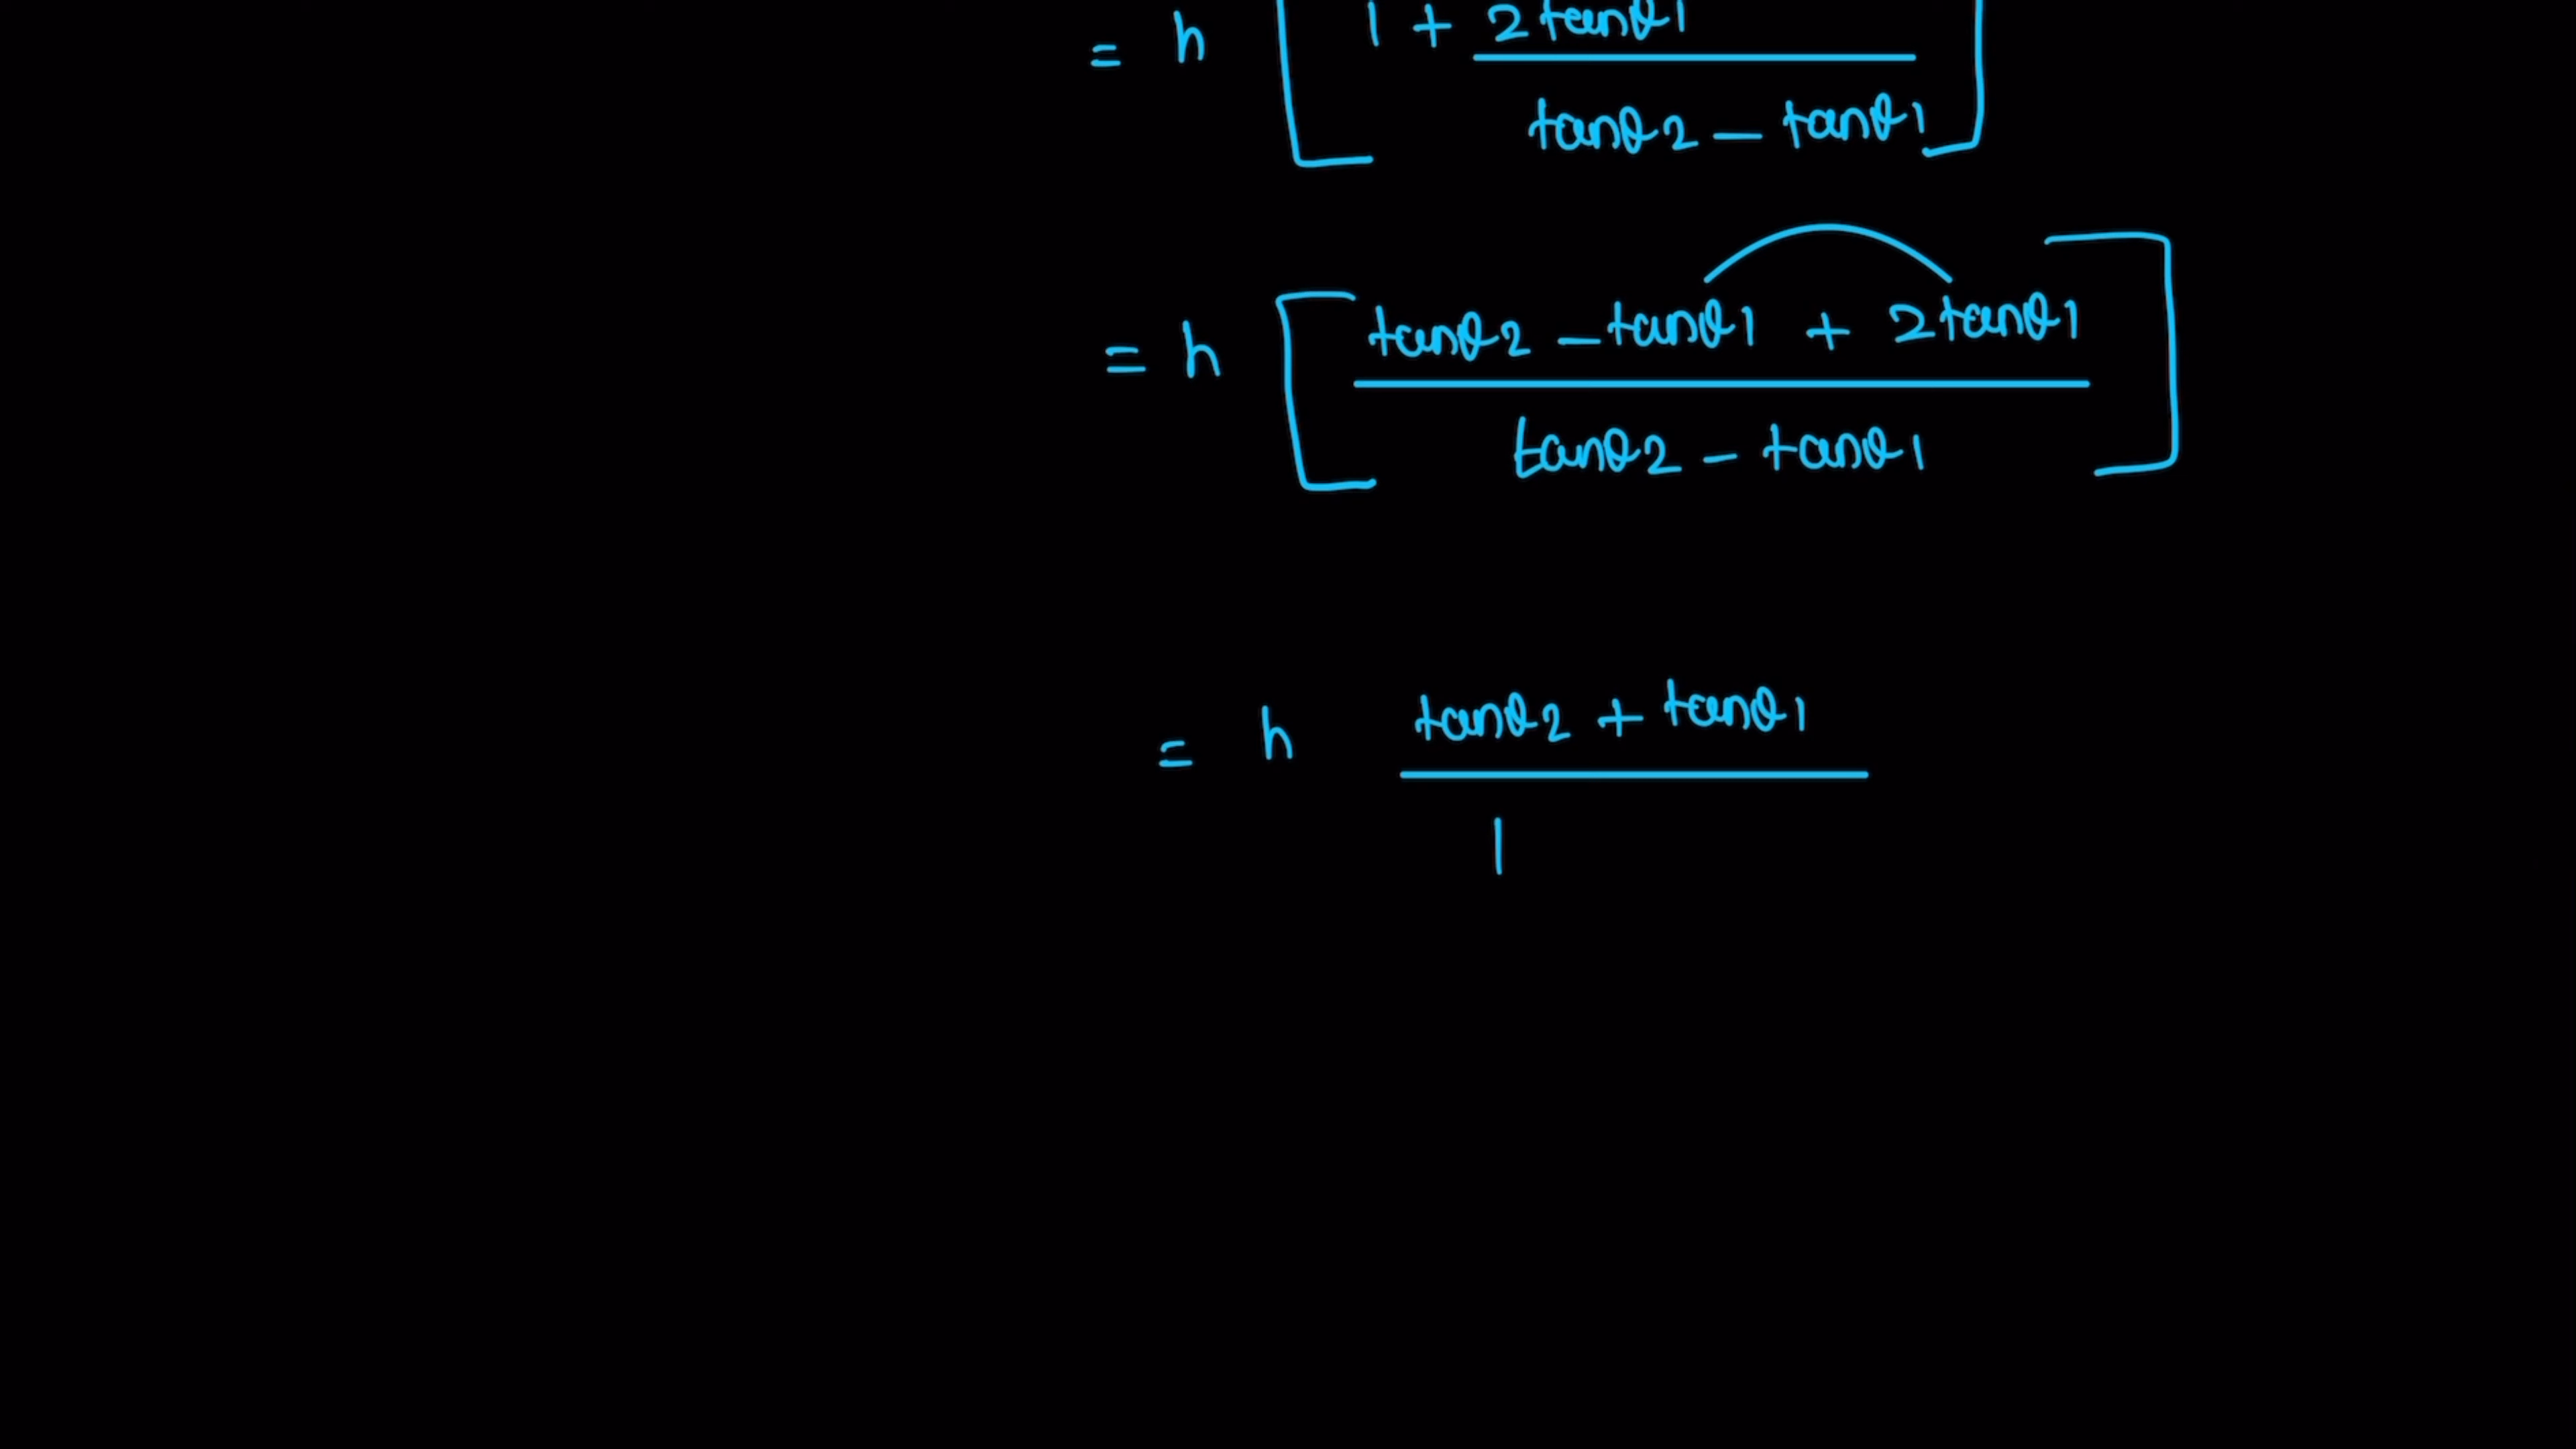 = h [ 1 + 2tanθ1
tanθ2 − tanθ1 ]
= h [ tanθ2 − tanθ1 + 2tanθ1
tanθ2 − tanθ1 ]
= h tanθ2 + tanθ1
1